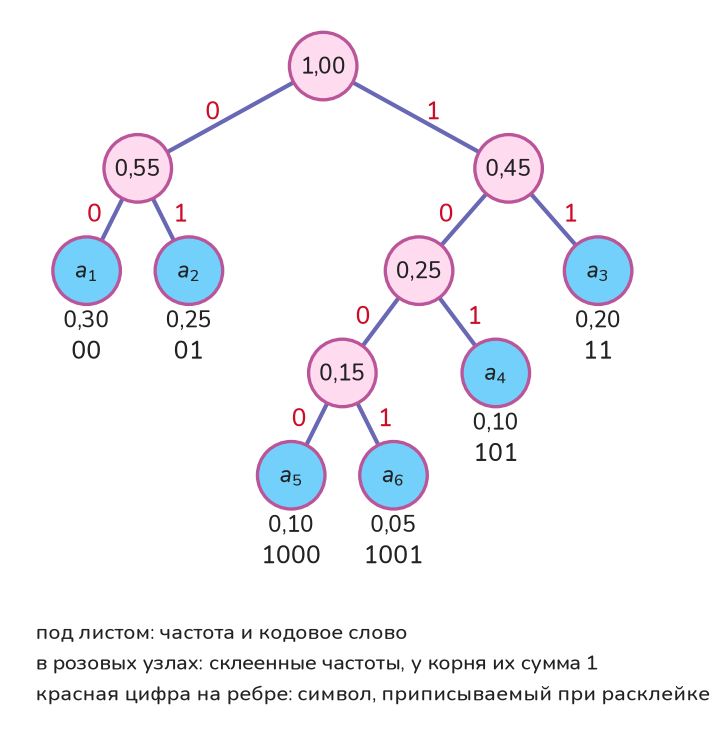 1,00
0 1
0,55 0,45
0 1 0 1
a₁ a₂ 0,25 a₃
0,30 0,25 0,20
00 01 11
0 1
0,15 a₄
0,10
101
0 1
a₅ a₆
0,10 0,05
1000 1001
под листом: частота и кодовое слово
в розовых узлах: склеенные частоты, у корня их сумма 1
красная цифра на ребре: символ, приписываемый при расклейке